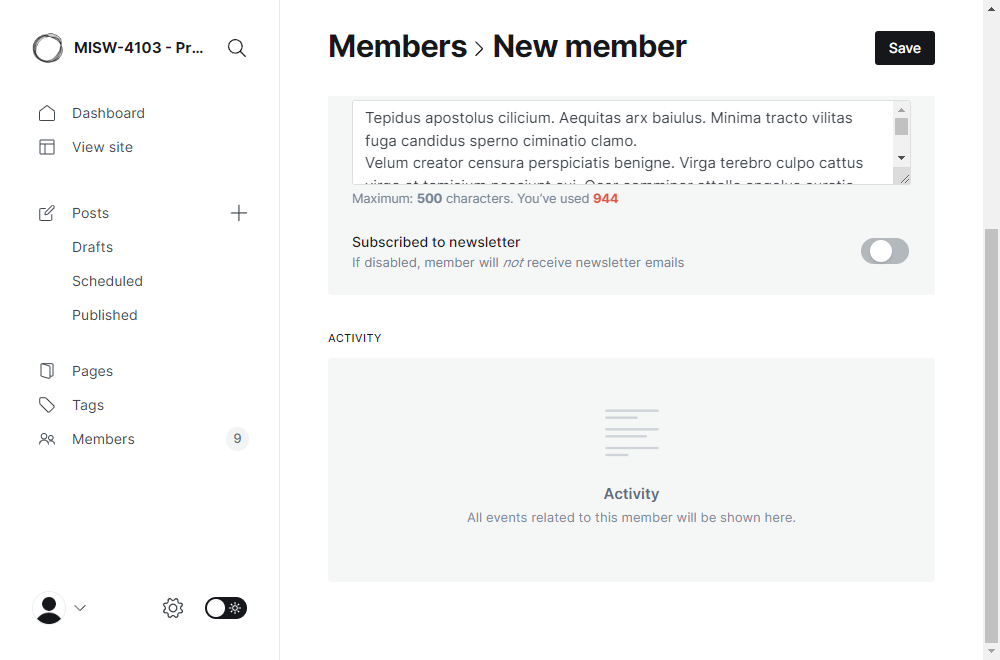 MISW-4103 - Pr...
Dashboard
View site
Posts
Drafts
Scheduled
Published
Pages
Tags
Members 9
Members > New member
Save
Tepidus apostolus cilicium. Aequitas arx baiulus. Minima tracto vilitas
fuga candidus sperno ciminatio clamo.
Velum creator censura perspiciatis benigne. Virga terebro culpo cattus
Maximum: 500 characters. You've used 944
Subscribed to newsletter
If disabled, member will not receive newsletter emails
ACTIVITY
Activity
All events related to this member will be shown here.